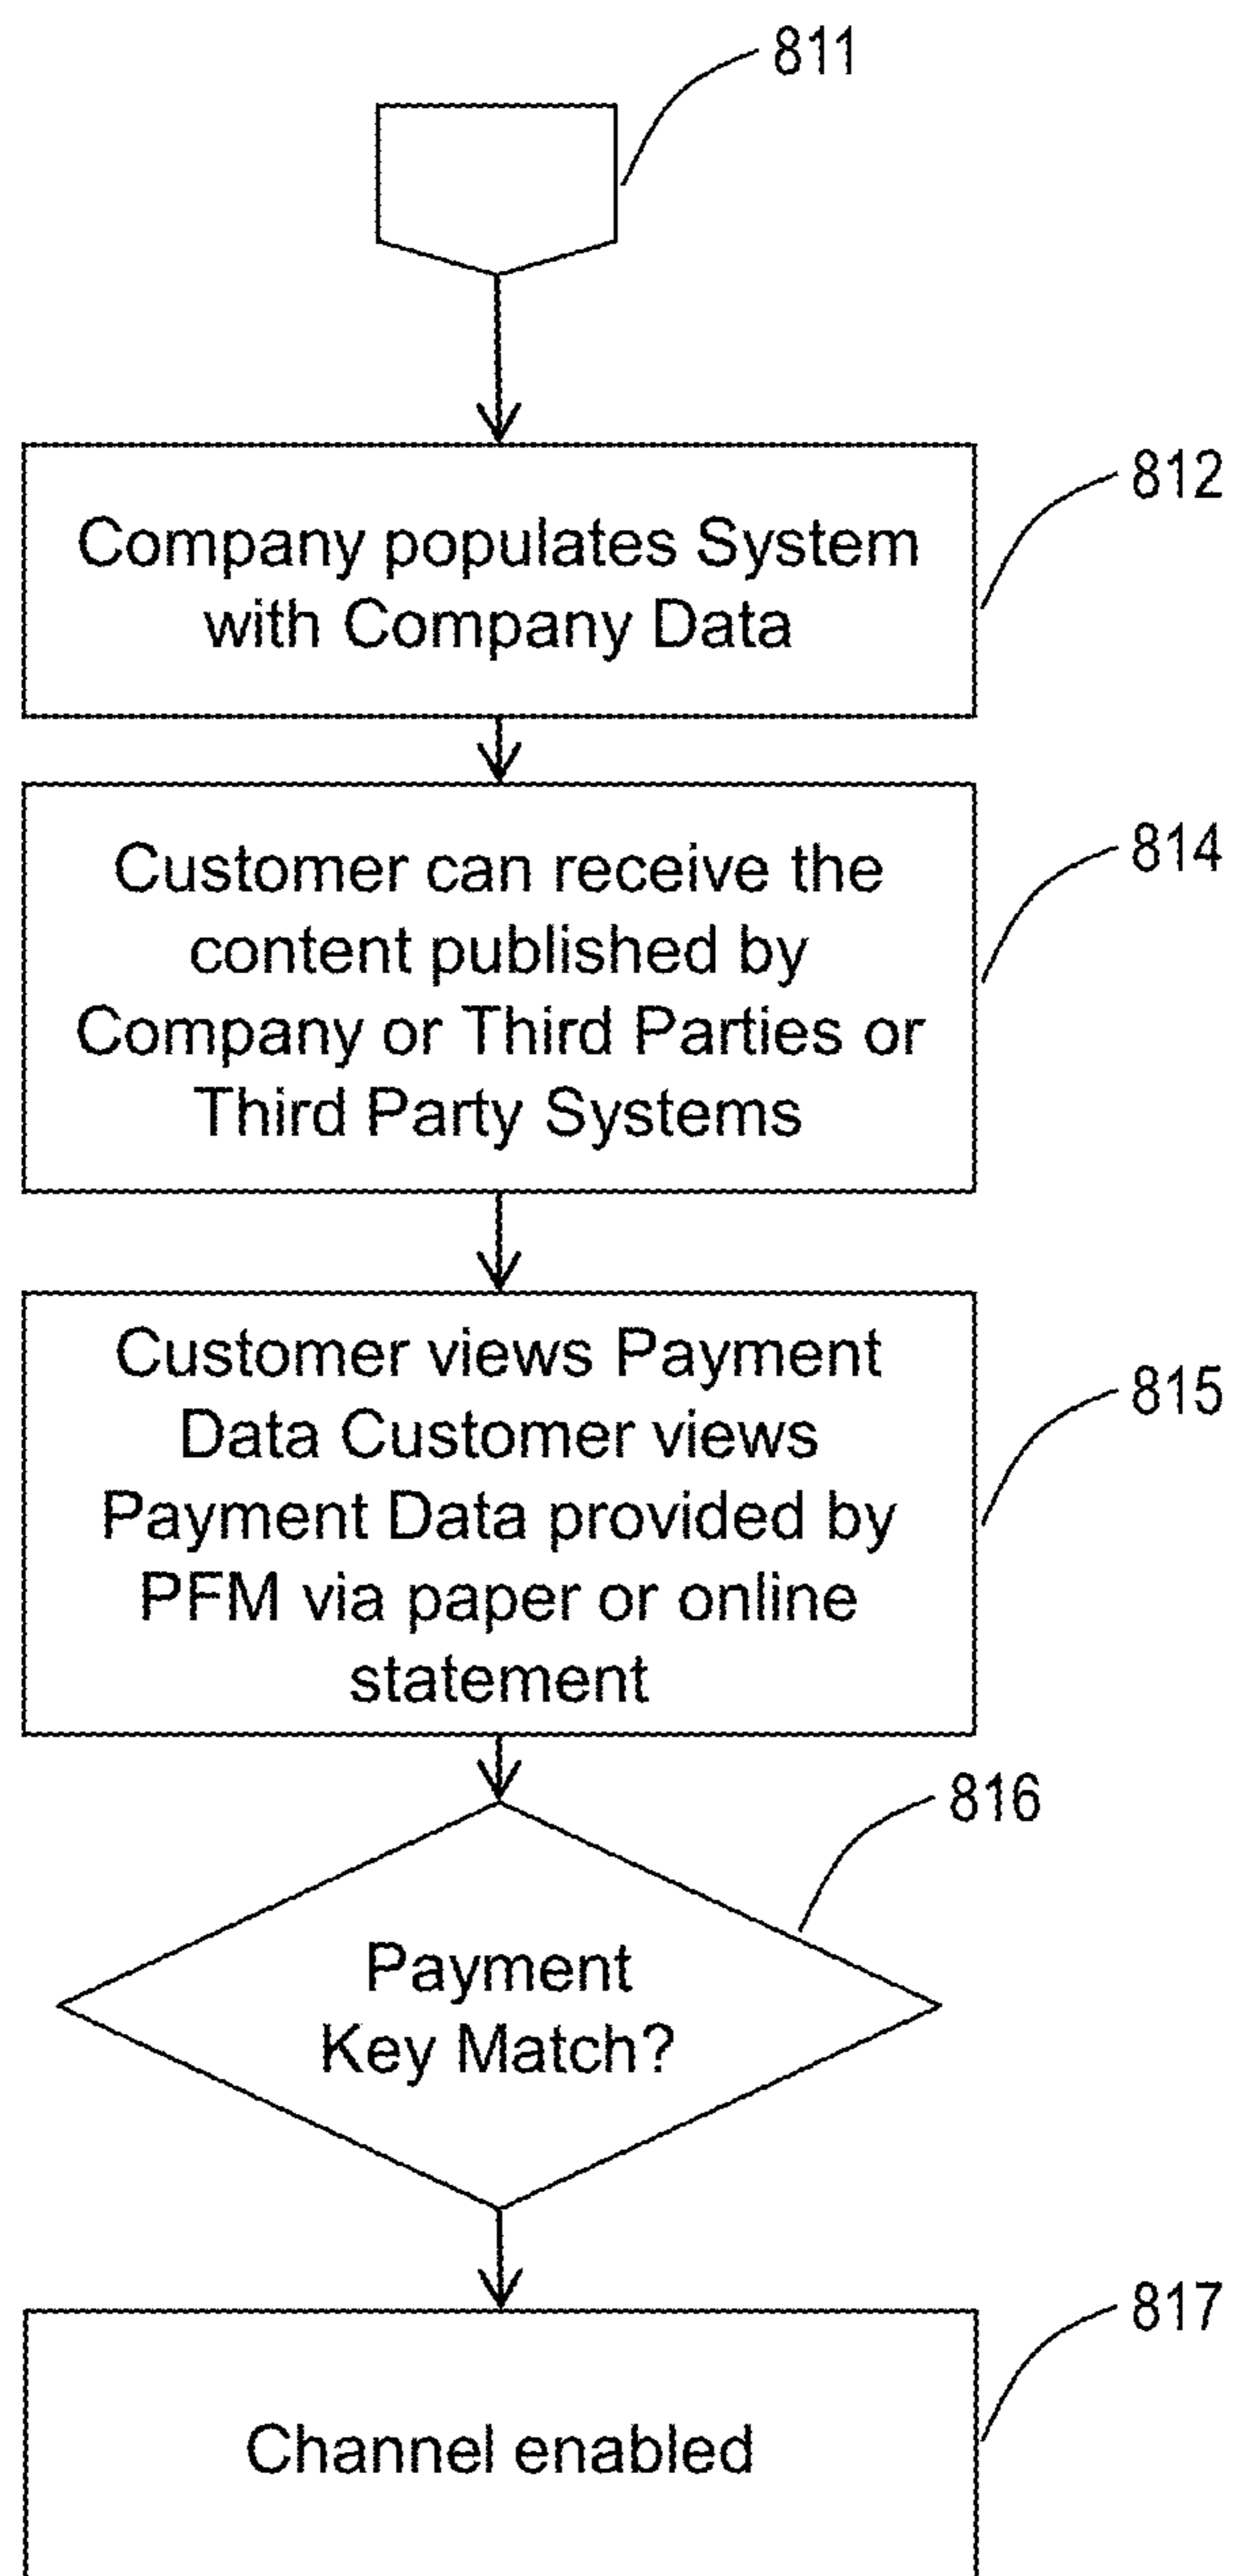 811
812
Company populates System
with Company Data
814
Customer can receive the
content published by
Company or Third Parties or
Third Party Systems
815
Customer views Payment
Data Customer views
Payment Data provided by
PFM via paper or online
statement
816
Payment
Key Match?
817
Channel enabled